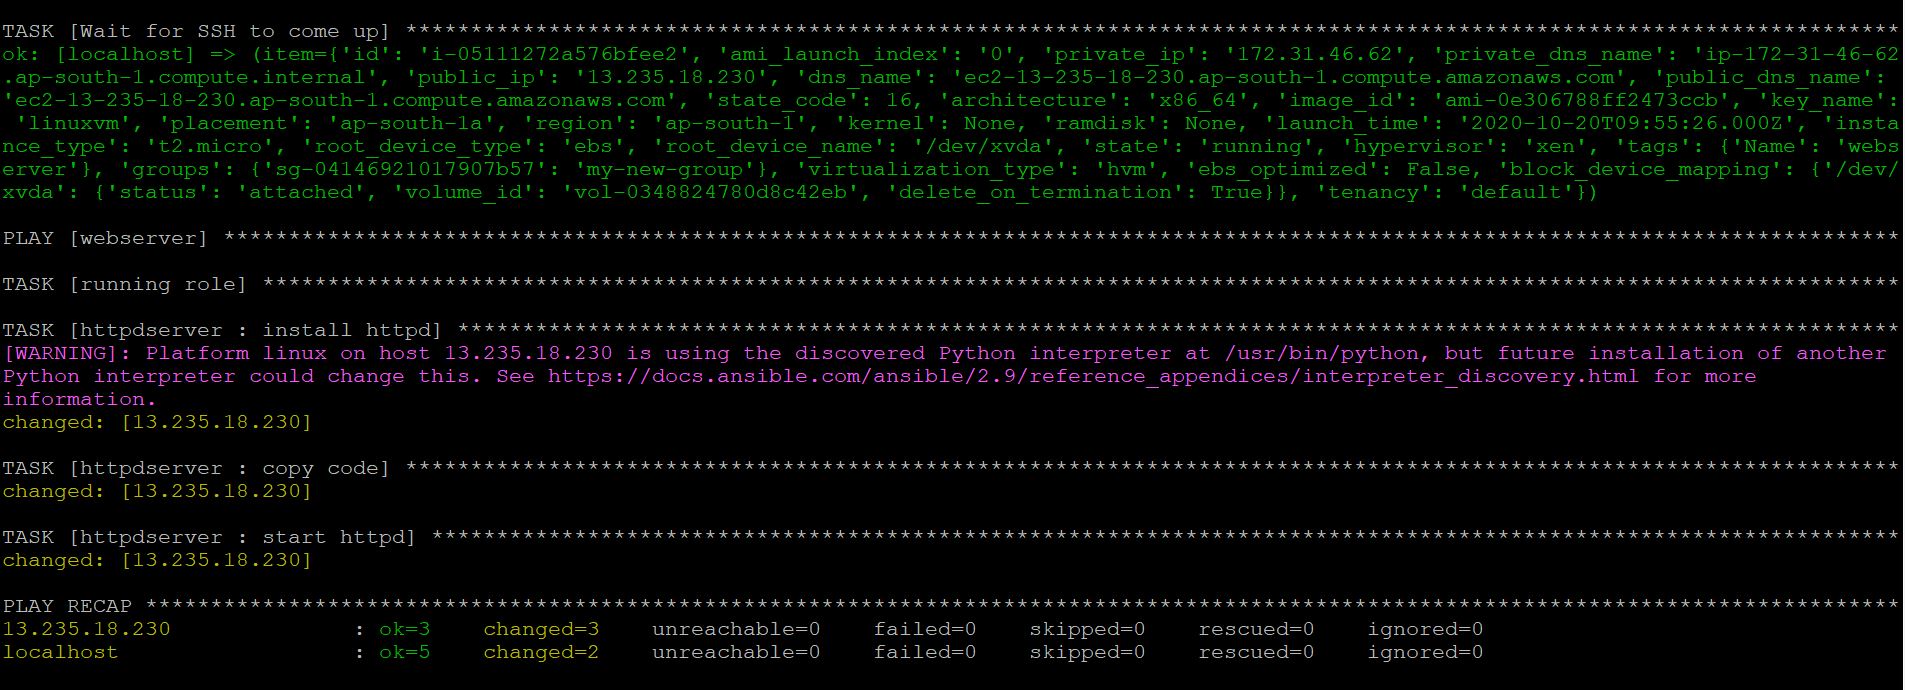 TASK [Wait for SSH to come up] *******************************************************************************************************************
ok: [localhost] => (item={'id': 'i-05111272a576bfee2', 'ami_launch_index': '0', 'private_ip': '172.31.46.62', 'private_dns_name': 'ip-172-31-46-62
.ap-south-1.compute.internal', 'public_ip': '13.235.18.230', 'dns_name': 'ec2-13-235-18-230.ap-south-1.compute.amazonaws.com', 'public_dns_name':
'ec2-13-235-18-230.ap-south-1.compute.amazonaws.com', 'state_code': 16, 'architecture': 'x86_64', 'image_id': 'ami-0e306788ff2473ccb', 'key_name':
 'linuxvm', 'placement': 'ap-south-1a', 'region': 'ap-south-1', 'kernel': None, 'ramdisk': None, 'launch_time': '2020-10-20T09:55:26.000Z', 'insta
nce_type': 't2.micro', 'root_device_type': 'ebs', 'root_device_name': '/dev/xvda', 'state': 'running', 'hypervisor': 'xen', 'tags': {'Name': 'webs
erver'}, 'groups': {'sg-04146921017907b57': 'my-new-group'}, 'virtualization_type': 'hvm', 'ebs_optimized': False, 'block_device_mapping': {'/dev/
xvda': {'status': 'attached', 'volume_id': 'vol-0348824780d8c42eb', 'delete_on_termination': True}}, 'tenancy': 'default'})
PLAY [webserver] *********************************************************************************************************************************
TASK [running role] ******************************************************************************************************************************
TASK [httpdserver : install httpd] ***************************************************************************************************************
[WARNING]: Platform linux on host 13.235.18.230 is using the discovered Python interpreter at /usr/bin/python, but future installation of another
Python interpreter could change this. See https://docs.ansible.com/ansible/2.9/reference_appendices/interpreter_discovery.html for more
information.
changed: [13.235.18.230]
TASK [httpdserver : copy code] *******************************************************************************************************************
changed: [13.235.18.230]
TASK [httpdserver : start httpd] *****************************************************************************************************************
changed: [13.235.18.230]
PLAY RECAP ***************************************************************************************************************************************
13.235.18.230              : ok=3    changed=3    unreachable=0    failed=0    skipped=0    rescued=0    ignored=0
localhost                  : ok=5    changed=2    unreachable=0    failed=0    skipped=0    rescued=0    ignored=0